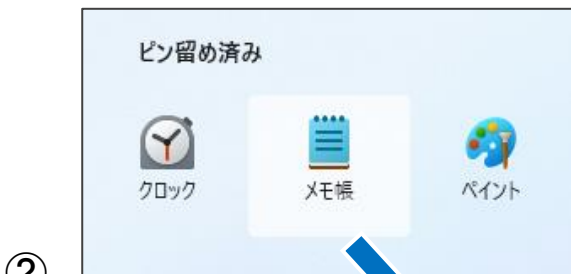 ピン留め済み
クロック メモ帳 ペイント
②